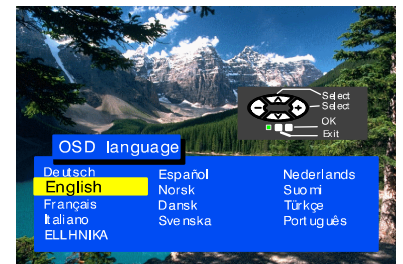 Select
Select
OK
Exit
OSD language
Deutsch
English
Français
Italiano
ELLHNIKA
Español
Norsk
Dansk
Svenska
Nederlands
Suomi
Türkçe
Português